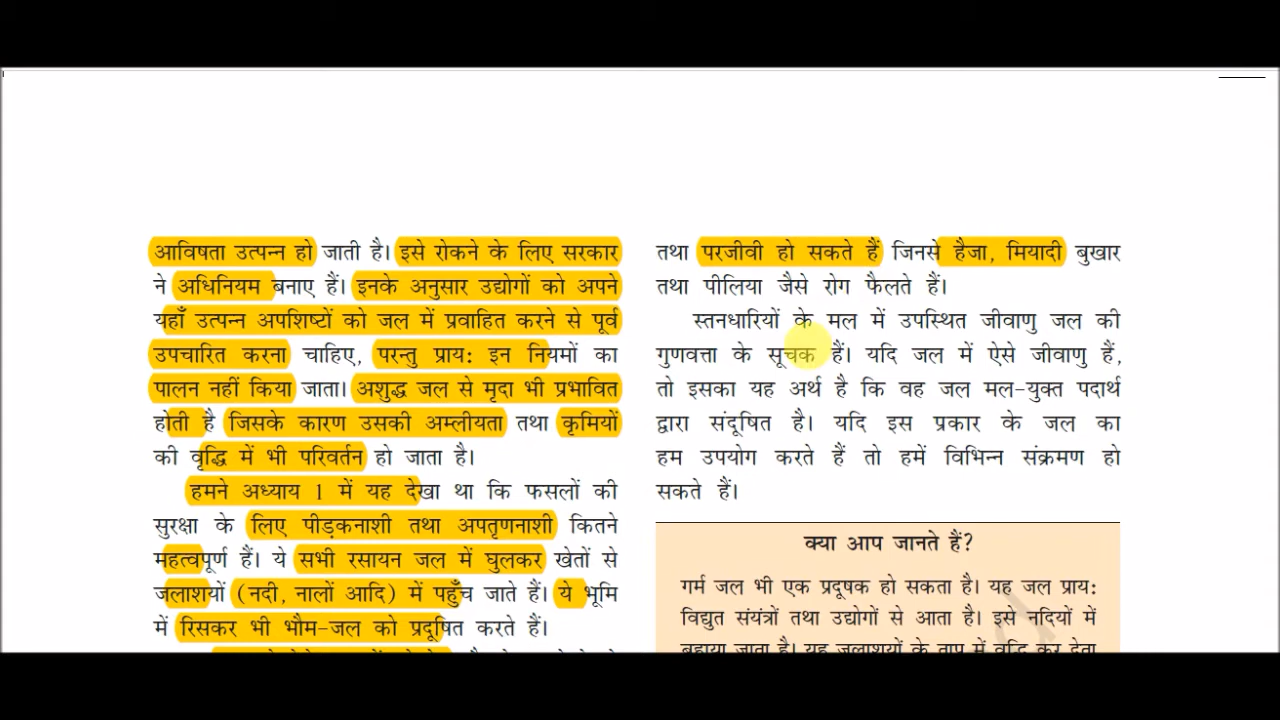 आविषता उत्पन्न हो जाती है। इसे रोकने के लिए सरकार
ने अधिनियम बनाए हैं। इनके अनुसार उद्योगों को अपने
यहाँ उत्पन्न अपशिष्टों को जल में प्रवाहित करने से पूर्व
उपचारित करना चाहिए, परन्तु प्राय: इन नियमों का
पालन नहीं किया जाता। अशुद्ध जल से मृदा भी प्रभावित
होती है जिसके कारण उसकी अम्लीयता तथा कृमियों
की वृद्धि में भी परिवर्तन हो जाता है।
हमने अध्याय 1 में यह देखा था कि फसलों की
सुरक्षा के लिए पीड़कनाशी तथा अपतृणनाशी कितने
महत्वपूर्ण हैं। ये सभी रसायन जल में घुलकर खेतों से
जलाशयों (नदी, नालों आदि) में पहुँच जाते हैं। ये भूमि
में रिसकर भी भौम-जल को प्रदूषित करते हैं।
तथा परजीवी हो सकते हैं जिनसे हैजा, मियादी बुखार
तथा पीलिया जैसे रोग फैलते हैं।
स्तनधारियों के मल में उपस्थित जीवाणु जल की
गुणवत्ता के सूचक हैं। यदि जल में ऐसे जीवाणु हैं,
तो इसका यह अर्थ है कि वह जल मल-युक्त पदार्थ
द्वारा संदूषित है। यदि इस प्रकार के जल का
हम उपयोग करते हैं तो हमें विभिन्न संक्रमण हो
सकते हैं।
क्या आप जानते हैं?
गर्म जल भी एक प्रदूषक हो सकता है। यह जल प्राय:
विद्युत संयंत्रों तथा उद्योगों से आता है। इसे नदियों में
बहाया जाता है। यह जलाशयों के ताप में वृद्धि कर देता